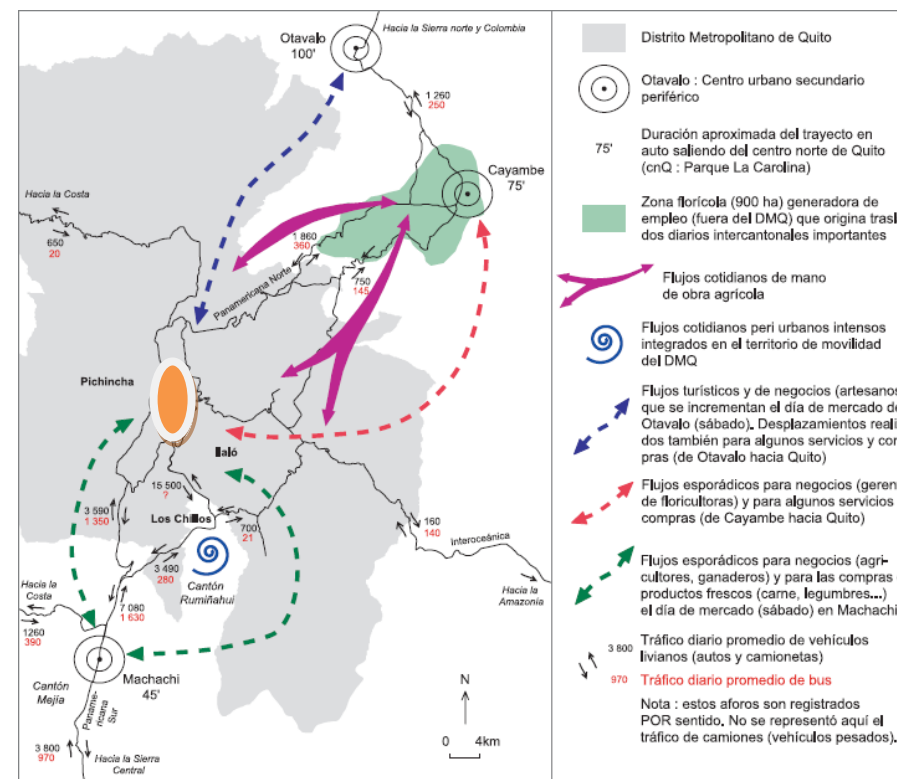 Hacia la Sierra norte y Colombia
Otavalo
100'
1 260
250
Cayambe
75'
Hacia la Costa
650
20
1 860
360
Panamericana Norte
750
145
Pichincha
Ilaló
15 500
?
3 590
1 350
Los Chillos
700
21
160
140
Interoceánica
3 490
280
Cantón
Rumiñahui
Hacia la
Amazonía
Hacia la
Costa
7 080
1 630
1260
390
Machachi
45'
Cantón
Mejía
Paname-
ricana
Sur
N
0 4km
3 800
970
Hacia la Sierra
Central
Distrito Metropolitano de Quito
Otavalo : Centro urbano secundario
periférico
75'
Duración aproximada del trayecto en
auto saliendo del centro norte de Quito
(cnQ : Parque La Carolina)
Zona florícola (900 ha) generadora de
empleo (fuera del DMQ) que origina trasl
dos diarios intercantonales importantes
Flujos cotidianos de mano
de obra agrícola
Flujos cotidianos peri urbanos intensos
integrados en el territorio de movilidad
del DMQ
Flujos turísticos y de negocios (artesanos
que se incrementan el día de mercado de
Otavalo (sábado). Desplazamientos reali
dos también para algunos servicios y con
pras (de Otavalo hacia Quito)
Flujos esporádicos para negocios (geren
de floricultoras) y para algunos servicios
compras (de Cayambe hacia Quito)
Flujos esporádicos para negocios (agri-
cultores, ganaderos) y para las compras
productos frescos (carne, legumbres...)
el día de mercado (sábado) en Machachi
3 800 Tráfico diario promedio de vehículos
livianos (autos y camionetas)
970 Tráfico diario promedio de bus
Nota : estos aforos son registrados
POR sentido. No se representó aquí el
tráfico de camiones (vehículos pesados).